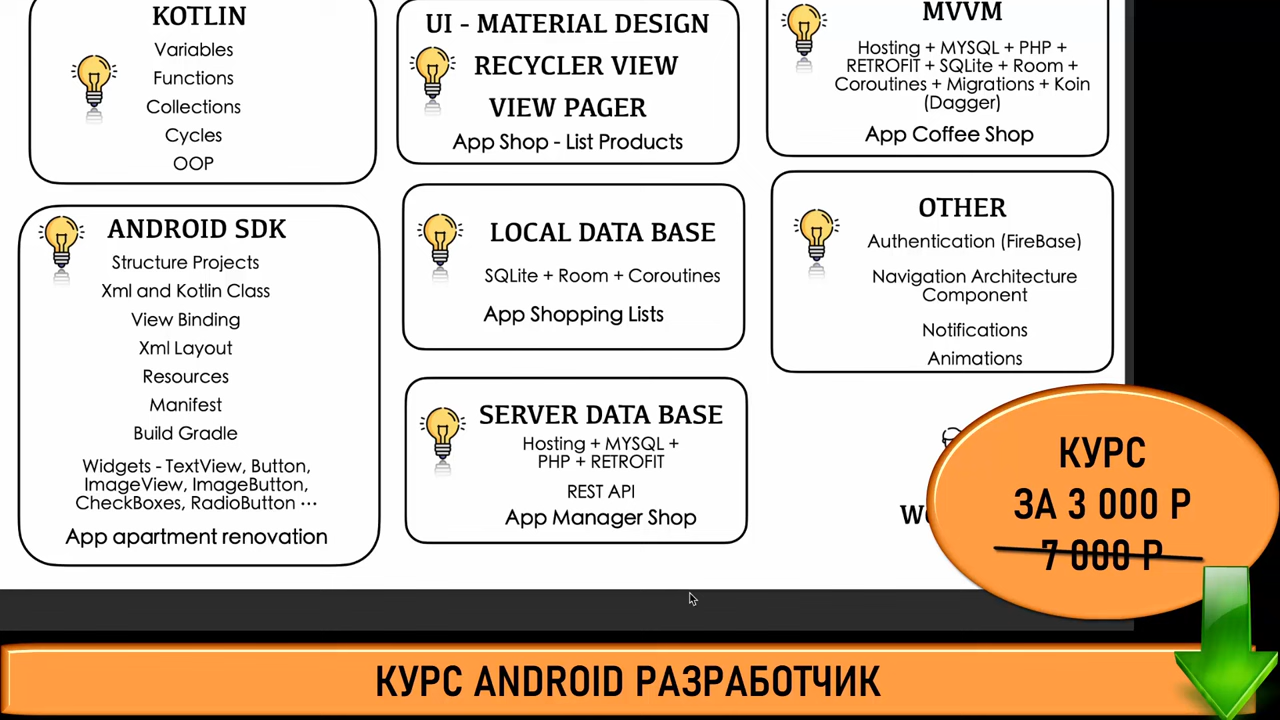 KOTLIN
Variables
Functions
Collections
Cycles
OOP
ANDROID SDK
Structure Projects
Xml and Kotlin Class
View Binding
Xml Layout
Resources
Manifest
Build Gradle
Widgets - TextView, Button,
ImageView, ImageButton,
CheckBoxes, RadioButton ···
App apartment renovation
UI - MATERIAL DESIGN
RECYCLER VIEW
VIEW PAGER
App Shop - List Products
LOCAL DATA BASE
SQLite + Room + Coroutines
App Shopping Lists
SERVER DATA BASE
Hosting + MYSQL +
PHP + RETROFIT
REST API
App Manager Shop
MVVM
Hosting + MYSQL + PHP +
RETROFIT + SQLite + Room +
Coroutines + Migrations + Koin
(Dagger)
App Coffee Shop
OTHER
Authentication (FireBase)
Navigation Architecture
Component
Notifications
Animations
КУРС
ЗА 3 000 Р
7 000 Р
КУРС ANDROID РАЗРАБОТЧИК